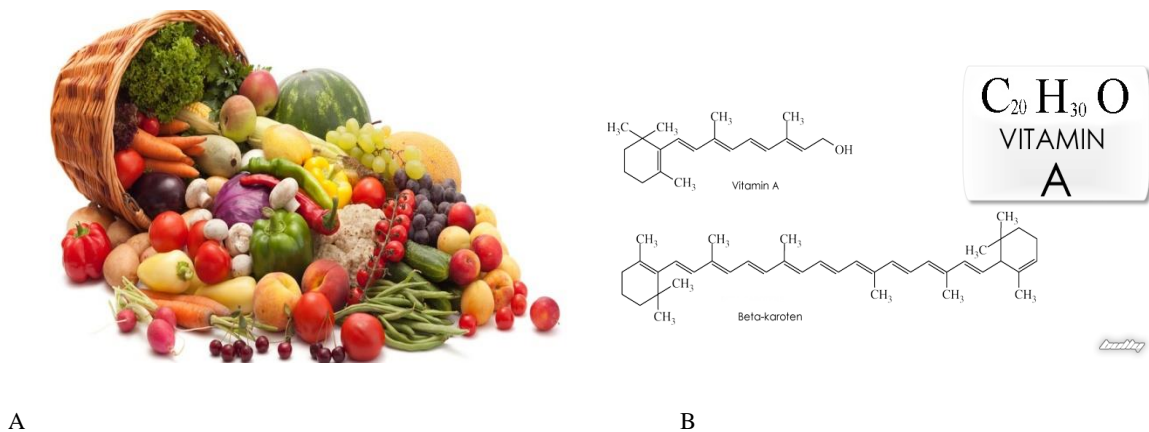 C₂₀ H₃₀ O
VITAMIN
A
H₃C
CH₃
CH₃
CH₃
OH
CH₃
Vitamin A
CH₃
CH₃
CH₃
CH₃
H₃C
CH₃
CH₃
CH₃
CH₃
CH₃
Beta-karoten
A
B